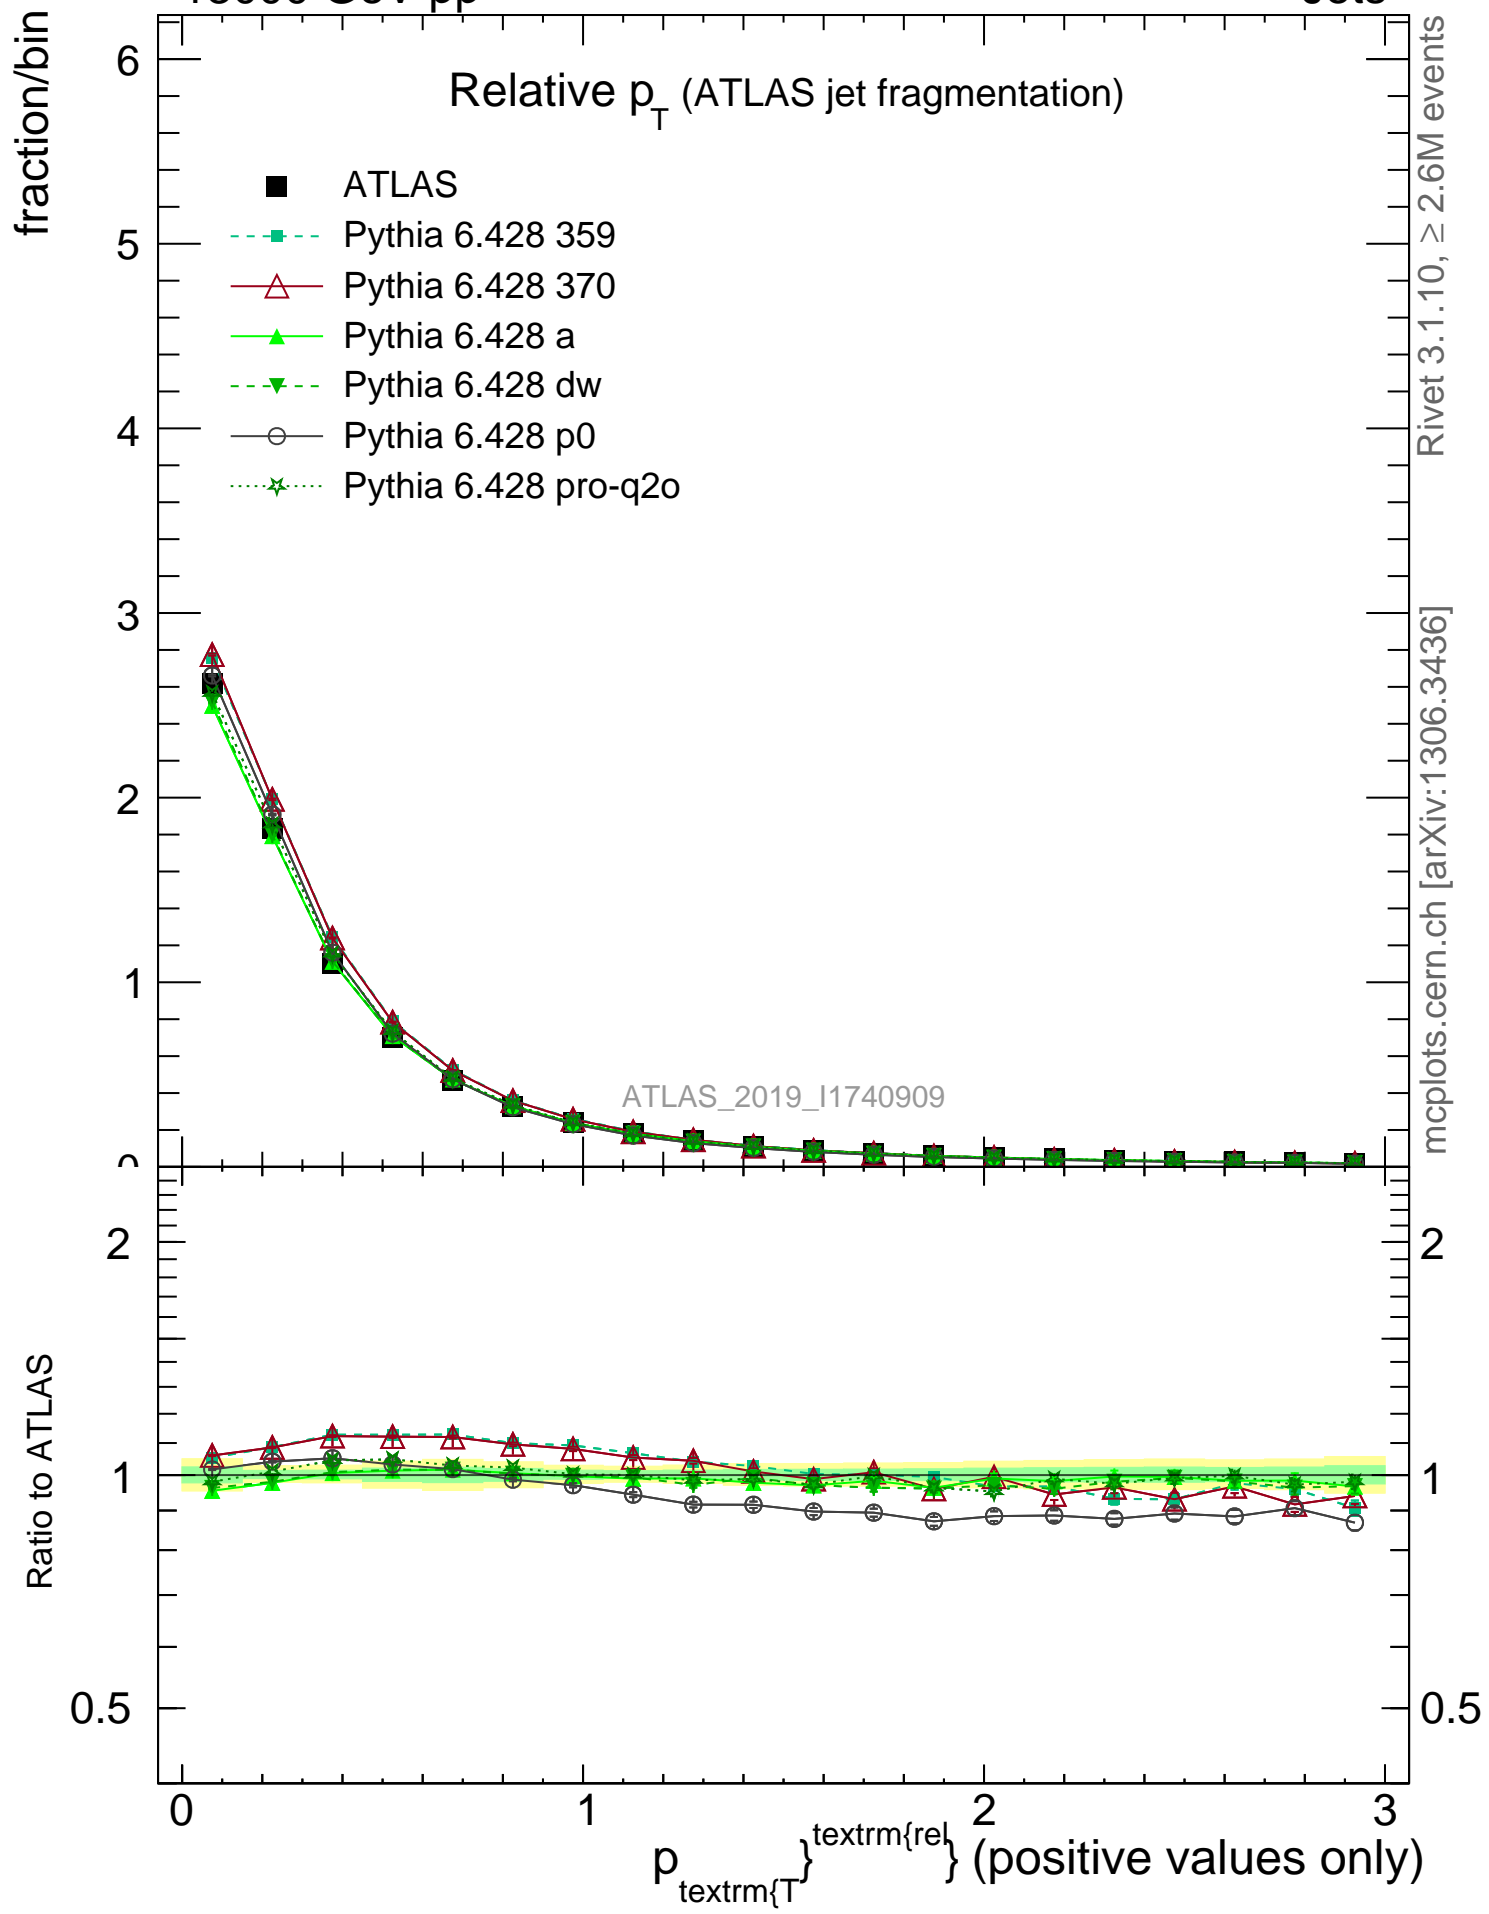 fraction/bin
6
5
4
3
2
1
0
Relative p_T (ATLAS jet fragmentation)
ATLAS
Pythia 6.428 359
Pythia 6.428 370
Pythia 6.428 a
Pythia 6.428 dw
Pythia 6.428 p0
Pythia 6.428 pro-q2o
ATLAS_2019_I1740909
Rivet 3.1.10, ≥ 2.6M events
mcplots.cern.ch [arXiv:1306.3436]
Ratio to ATLAS
2
1
0.5
2
1
0.5
0 1 2 3
p_textrm{T}^textrm{rel} (positive values only)